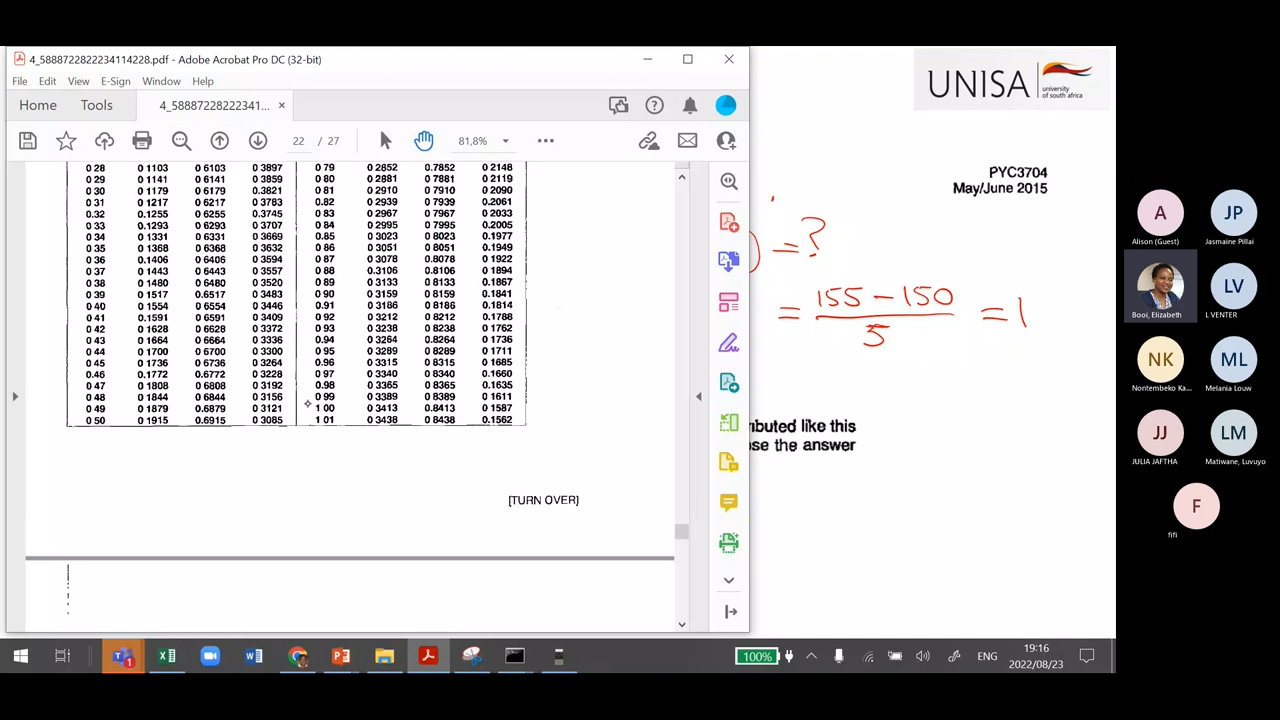 4_5888722822234114228.pdf - Adobe Acrobat Pro DC (32-bit)
File Edit View E-Sign Window Help
Home Tools 4_58887228222341... ×
22 / 27 81,8%
0 28 0 1103 0 6103 0.3897 0 79 0.2852 0.7852 0.2148
0 29 0 1141 0 6141 0.3859 0 80 0 2881 0.7881 0.2119
0 30 0 1179 0 6179 0.3821 0 81 0 2910 0 7910 0.2090
0 31 0 1217 0 6217 0.3783 0.82 0 2939 0 7939 0.2061
0.32 0.1255 0 6255 0.3745 0 83 0 2967 0 7967 0.2033
0 33 0.1293 0 6293 0.3707 0 84 0 2995 0.7995 0.2005
0 34 0 1331 0 6331 0.3669 0.85 0.3023 0 8023 0.1977
0 35 0 1368 0 6368 0 3632 0 86 0 3051 0 8051 0.1949
0 36 0.1406 0 6406 0 3594 0 87 0 3078 0 8078 0.1922
0 37 0 1443 0 6443 0 3557 0 88 0.3106 0 8106 0 1894
0 38 0 1480 0 6480 0 3520 0 89 0 3133 0 8133 0.1867
0 39 0 1517 0.6517 0.3483 0 90 0 3159 0 8159 0.1841
0 40 0 1554 0 6554 0 3446 0 91 0 3186 0 8186 0.1814
0 41 0.1591 0.6591 0 3409 0 92 0 3212 0 8212 0.1788
0 42 0 1628 0 6628 0 3372 0 93 0 3238 0 8238 0.1762
0 43 0 1664 0 6664 0 3336 0 94 0 3264 0 8264 0 1736
0 44 0 1700 0 6700 0 3300 0 95 0 3289 0 8289 0 1711
0 45 0 1736 0.6736 0 3264 0 96 0 3315 0 8315 0.1685
0 46 0.1772 0 6772 0 3228 0 97 0 3340 0 8340 0.1660
0 47 0 1808 0 6808 0 3192 0 98 0 3365 0 8365 0.1635
0 48 0 1844 0 6844 0 3156 0 99 0 3389 0 8389 0 1611
0 49 0 1879 0.6879 0 3121 1 00 0 3413 0.8413 0 1587
0 50 0 1915 0.6915 0 3085 1 01 0 3438 0 8438 0.1562
[TURN OVER]
UNISA
university
of south africa
PYC3704
May/June 2015
) = ?
= 155 - 150 = 1
5
ibuted like this
se the answer
A
Alison (Guest)
JP
Jasmaine Pillai
Booi, Elizabeth
LV
L VENTER
NK
Nontembeko Ka...
ML
Melania Louw
JJ
JULIA JAFTHA
LM
Matiwane, Luvuyo
F
fifi
100% ENG
19:16
2022/08/23